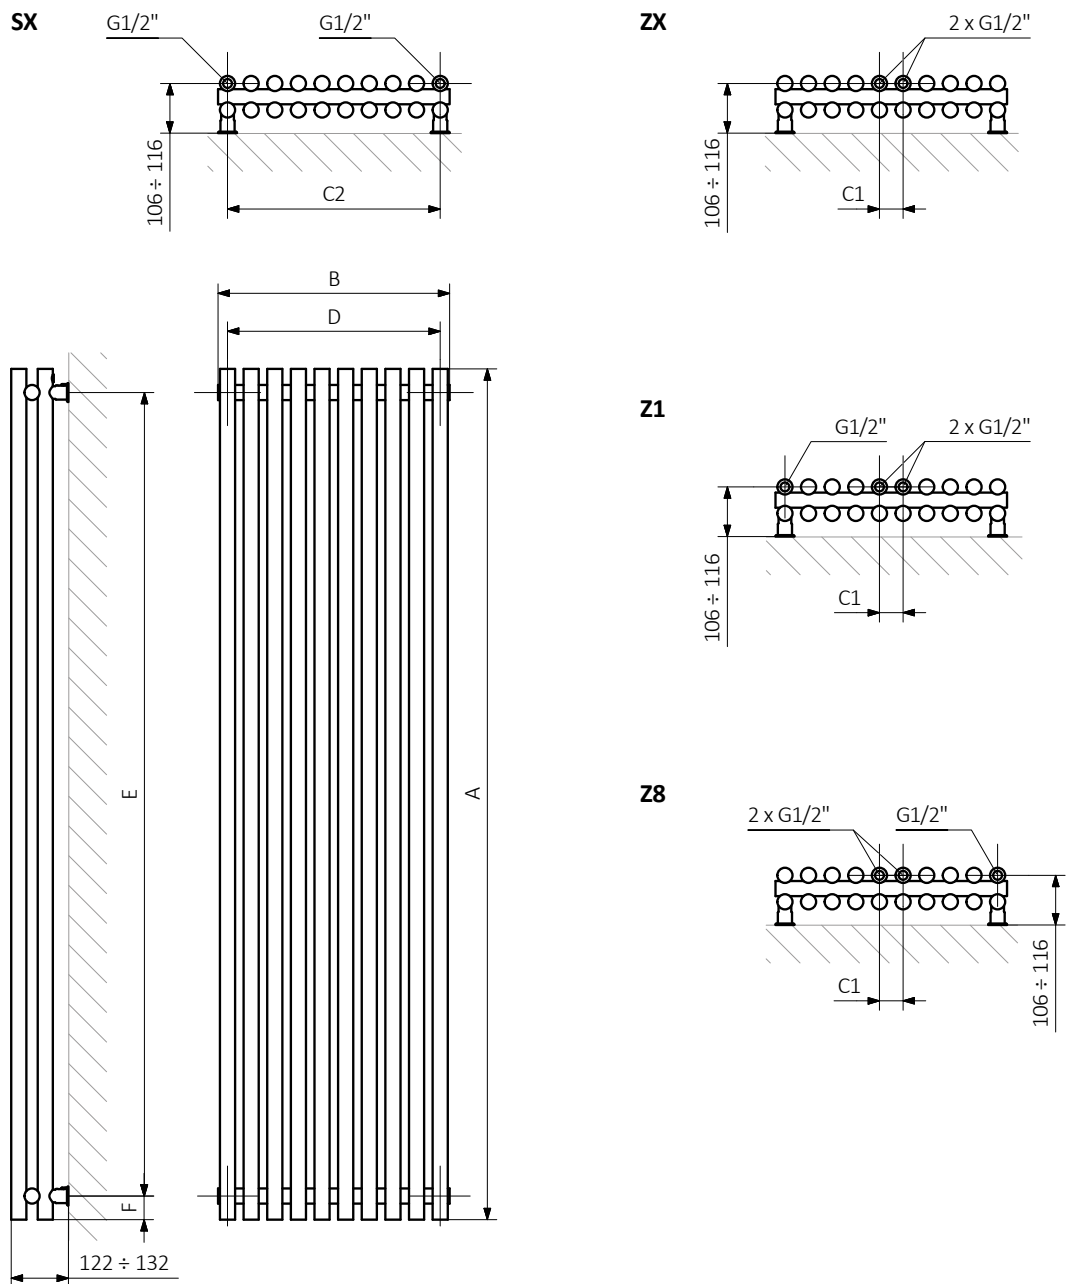 SX
G1/2"
G1/2"
106 ÷ 116
C2
ZX
2 x G1/2"
106 ÷ 116
C1
B
D
E
A
F
122 ÷ 132
Z1
G1/2"
2 x G1/2"
106 ÷ 116
C1
Z8
2 x G1/2"
G1/2"
C1
106 ÷ 116